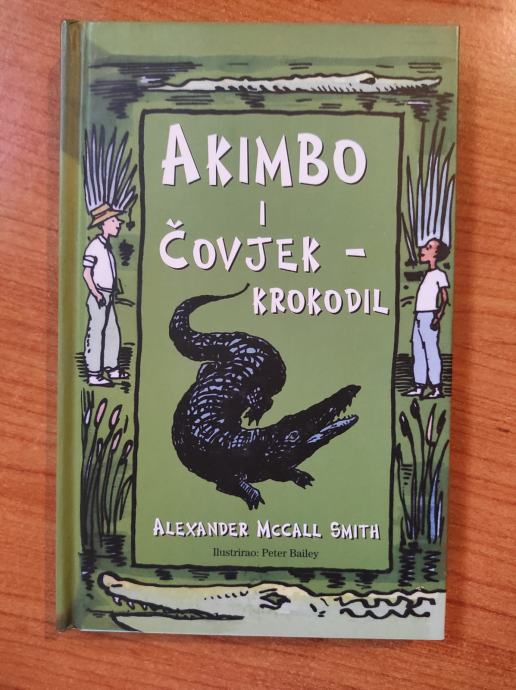 AKIMBO
I
ČOVJEK –
KROKODIL
ALEXANDER MCCALL SMITH
Ilustrirao: Peter Bailey